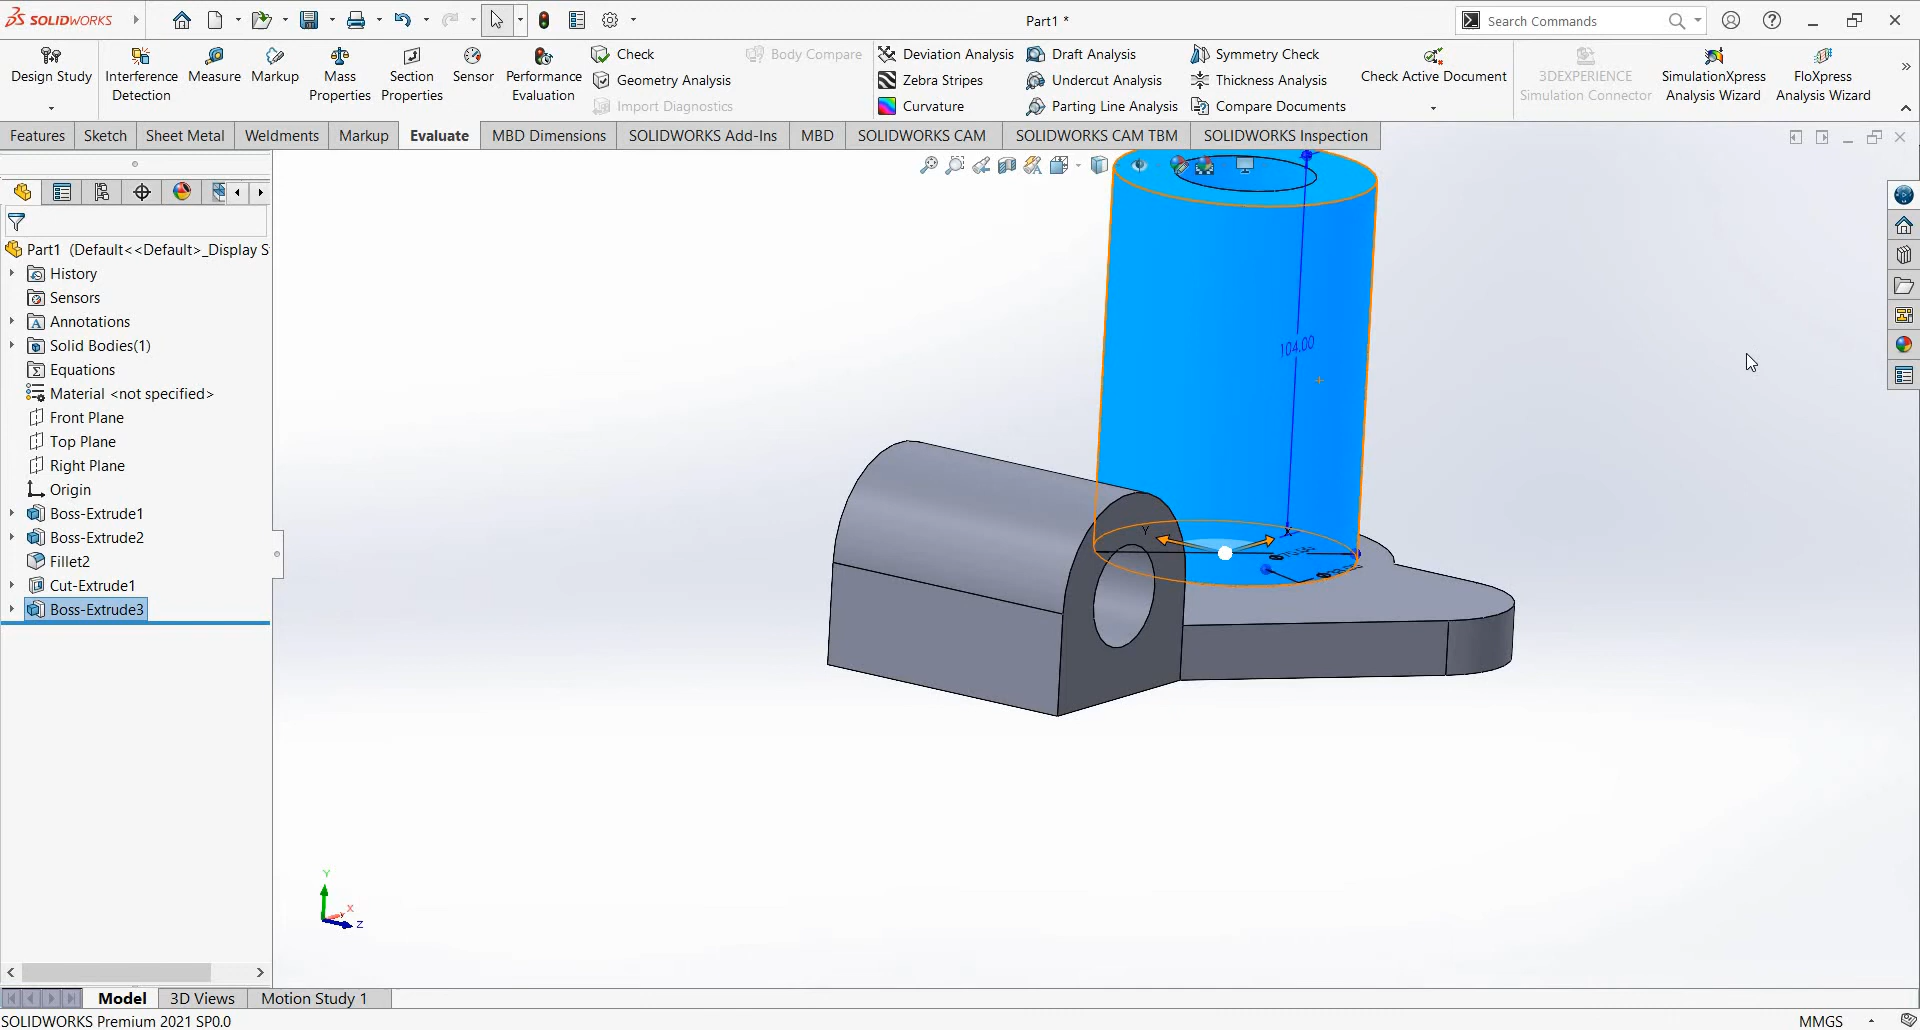 SOLIDWORKS
Part1 *
Search Commands
Design Study
Interference Detection
Measure
Markup
Mass Properties
Section Properties
Sensor
Performance Evaluation
Check
Geometry Analysis
Import Diagnostics
Body Compare
Deviation Analysis
Zebra Stripes
Curvature
Draft Analysis
Undercut Analysis
Parting Line Analysis
Symmetry Check
Thickness Analysis
Compare Documents
Check Active Document
3DEXPERIENCE Simulation Connector
SimulationXpress Analysis Wizard
FloXpress Analysis Wizard
Features Sketch Sheet Metal Weldments Markup Evaluate MBD Dimensions SOLIDWORKS Add-Ins MBD SOLIDWORKS CAM SOLIDWORKS CAM TBM SOLIDWORKS Inspection
Part1 (Default<<Default>_Display S
History
Sensors
Annotations
Solid Bodies(1)
Equations
Material <not specified>
Front Plane
Top Plane
Right Plane
Origin
Boss-Extrude1
Boss-Extrude2
Fillet2
Cut-Extrude1
Boss-Extrude3
104.00
Y
X
Y
X
Z
Model 3D Views Motion Study 1
SOLIDWORKS Premium 2021 SP0.0
MMGS